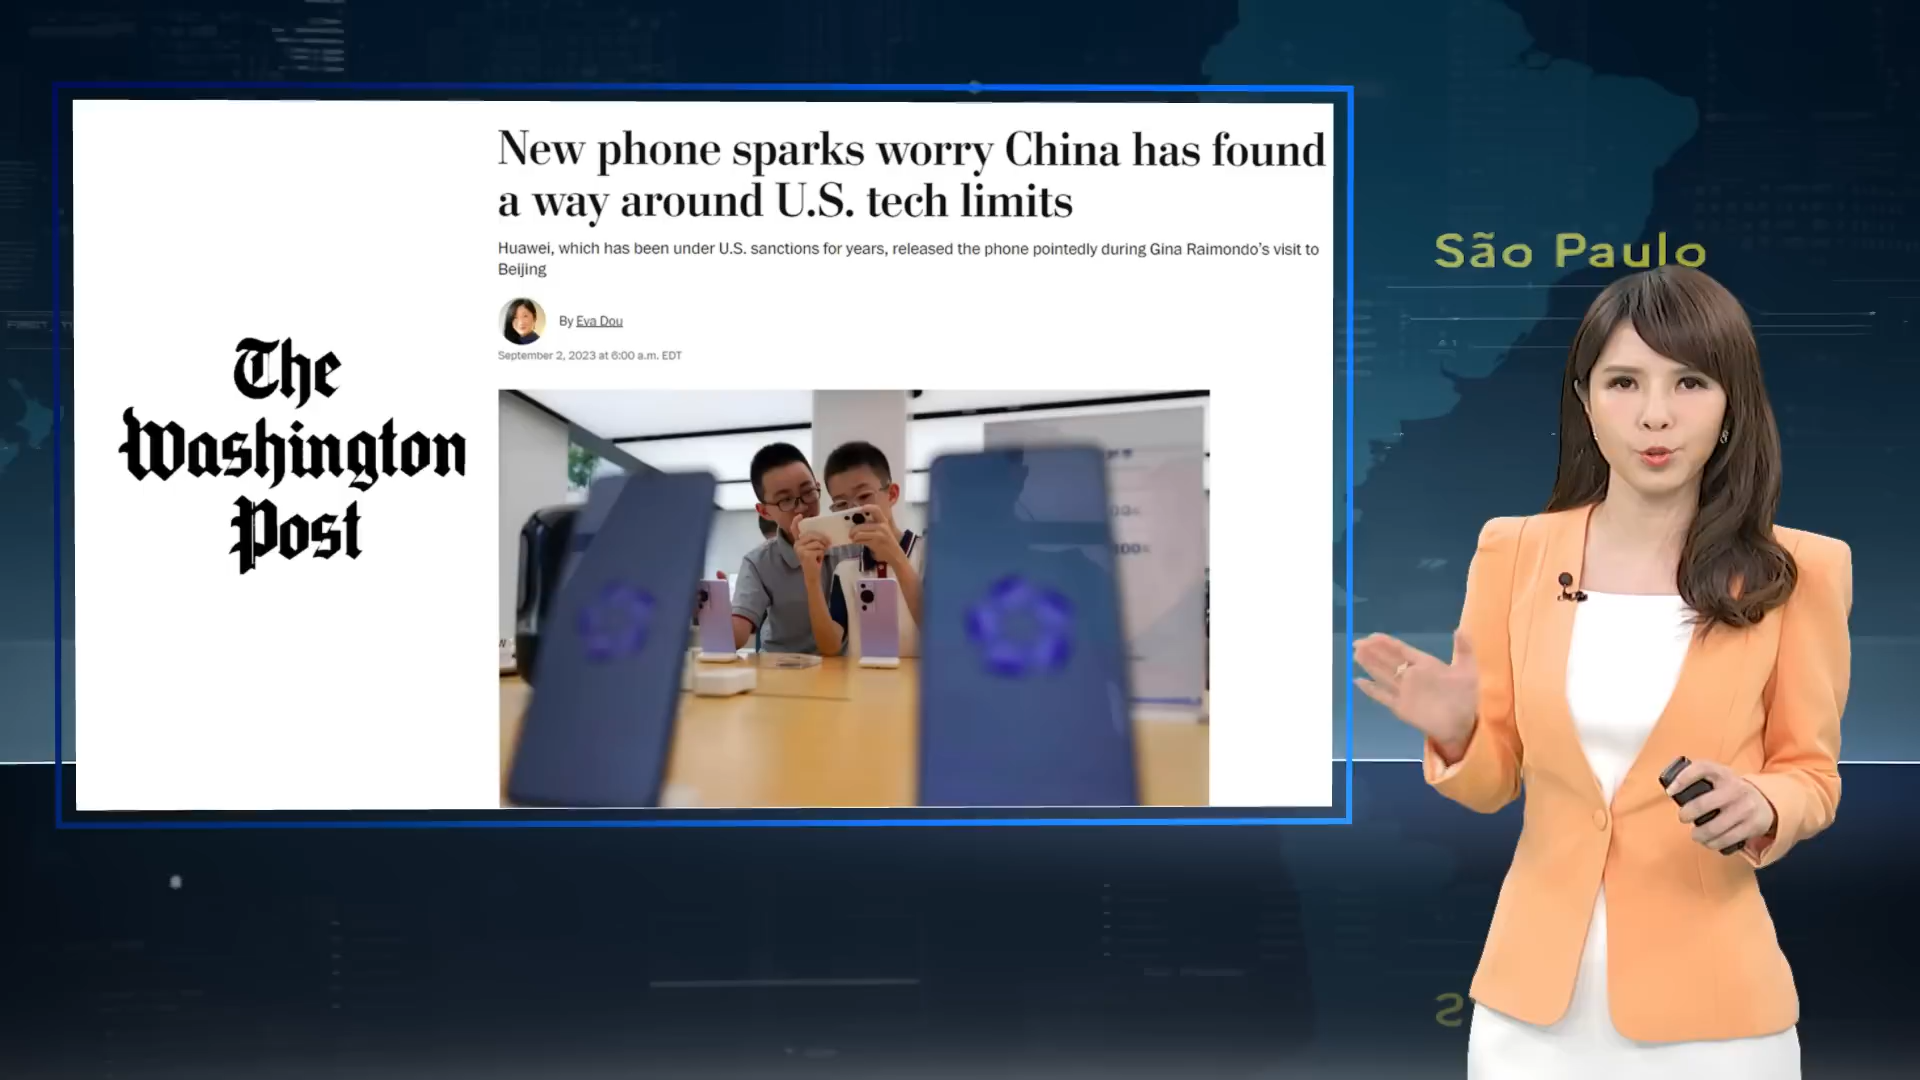 The
Washington
Post
New phone sparks worry China has found
a way around U.S. tech limits
Huawei, which has been under U.S. sanctions for years, released the phone pointedly during Gina Raimondo's visit to
Beijing
By Eva Dou
September 2, 2023 at 6:00 a.m. EDT
São Paulo